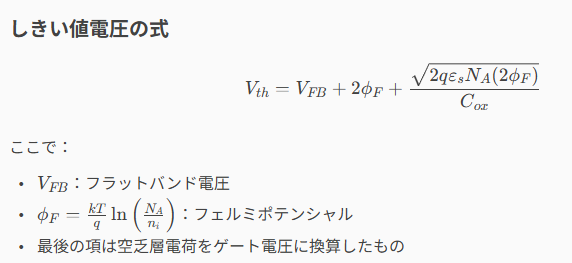 しきい値電圧の式
$V_{th} = V_{FB} + 2\phi_F + \frac{\sqrt{2q\varepsilon_s N_A(2\phi_F)}}{C_{ox}}$
ここで：
• $V_{FB}$：フラットバンド電圧
• $\phi_F = \frac{kT}{q} \ln\left(\frac{N_A}{n_i}\right)$：フェルミポテンシャル
• 最後の項は空乏層電荷をゲート電圧に換算したもの